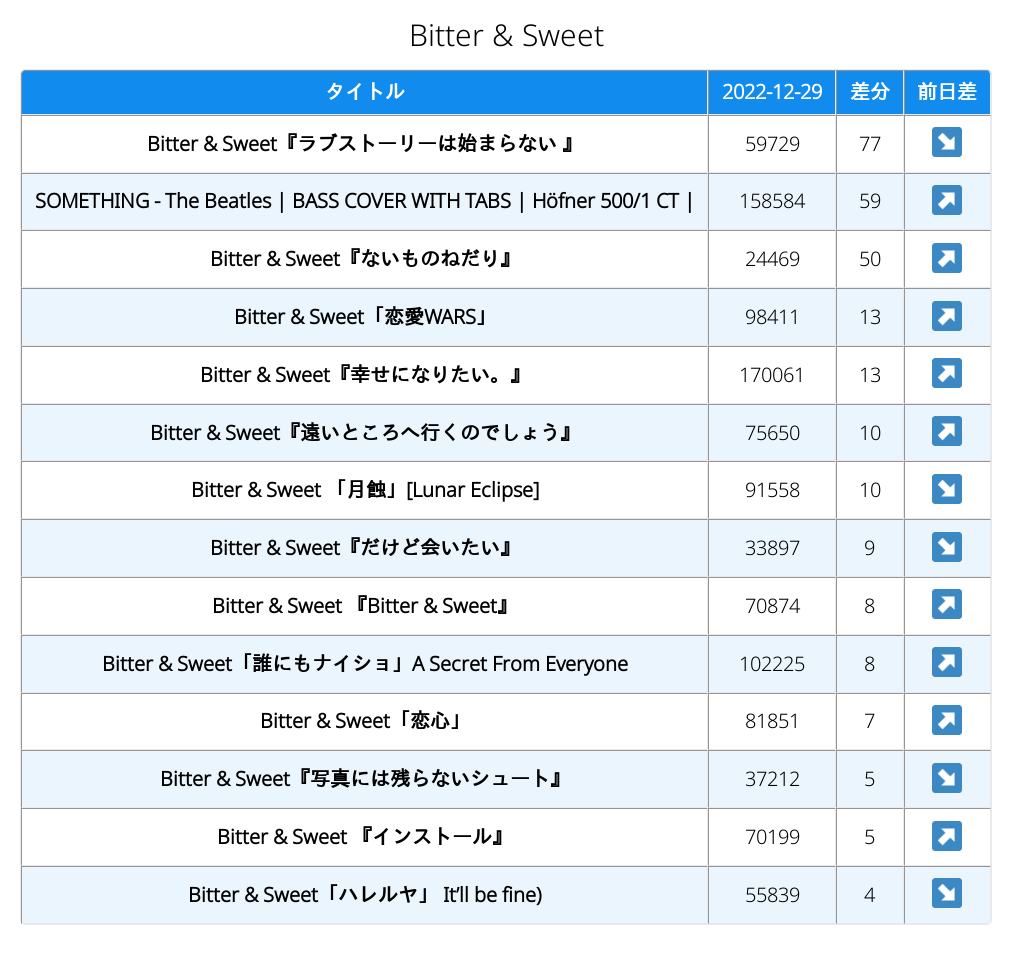 Bitter & Sweet
タイトル 2022-12-29 差分 前日差
Bitter & Sweet『ラブストーリーは始まらない 』 59729 77 ↘
SOMETHING - The Beatles | BASS COVER WITH TABS | Höfner 500/1 CT | 158584 59 ↗
Bitter & Sweet『ないものねだり』 24469 50 ↗
Bitter & Sweet「恋愛WARS」 98411 13 ↗
Bitter & Sweet『幸せになりたい。』 170061 13 ↗
Bitter & Sweet『遠いところへ行くのでしょう』 75650 10 ↗
Bitter & Sweet 「月蝕」[Lunar Eclipse] 91558 10 ↘
Bitter & Sweet『だけど会いたい』 33897 9 ↘
Bitter & Sweet 『Bitter & Sweet』 70874 8 ↗
Bitter & Sweet「誰にもナイショ」A Secret From Everyone 102225 8 ↗
Bitter & Sweet「恋心」 81851 7 ↗
Bitter & Sweet『写真には残らないシュート』 37212 5 ↘
Bitter & Sweet 『インストール』 70199 5 ↗
Bitter & Sweet「ハレルヤ」 It’ll be fine) 55839 4 ↘